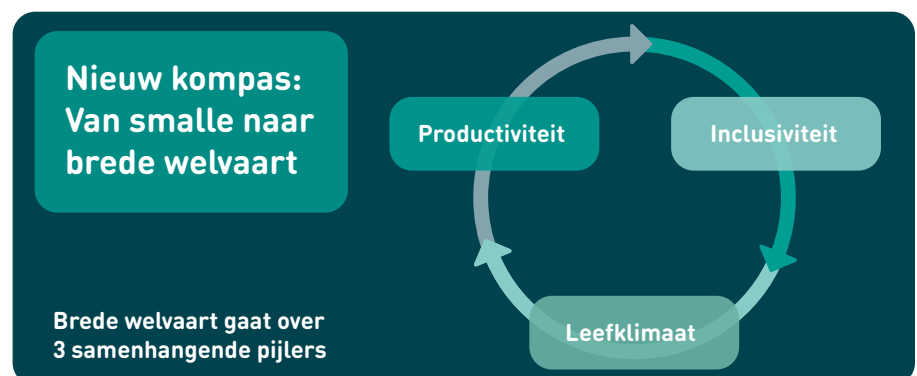 Nieuw kompas:
Van smalle naar
brede welvaart
Productiviteit
Inclusiviteit
Leefklimaat
Brede welvaart gaat over
3 samenhangende pijlers